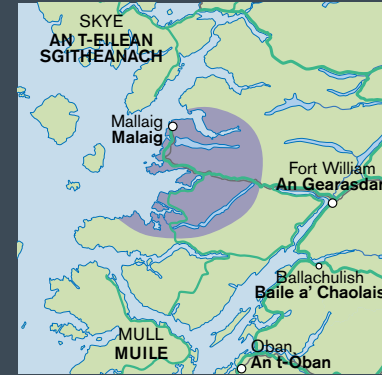 SKYE
AN T-EILEAN
SGITHEANACH
Mallaig
Malaig
Fort William
An Gearasdan
Ballachulish
Baile a' Chaolais
MULL
MUILE
Oban
An t-Òban